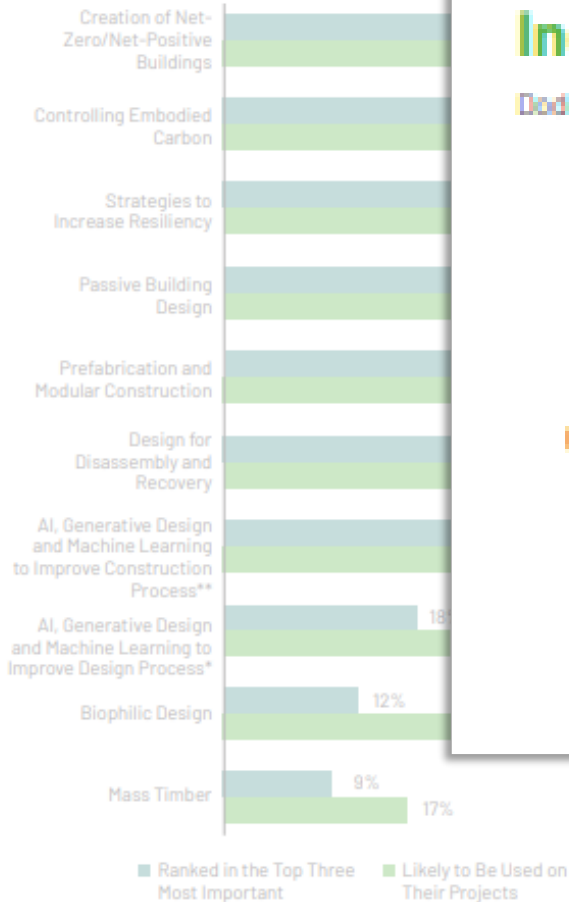 Creation of Net-
Zero/Net-Positive
Buildings
Controlling Embodied
Carbon
Strategies to
Increase Resiliency
Passive Building
Design
Prefabrication and
Modular Construction
Design for
Disassembly and
Recovery
AI, Generative Design
and Machine Learning
to Improve Construction
Process**
18
AI, Generative Design
and Machine Learning to
Improve Design Process*
12%
Biophilic Design
9%
Mass Timber
17%
Ranked in the Top Three
Most Important
Likely to Be Used on
Their Projects